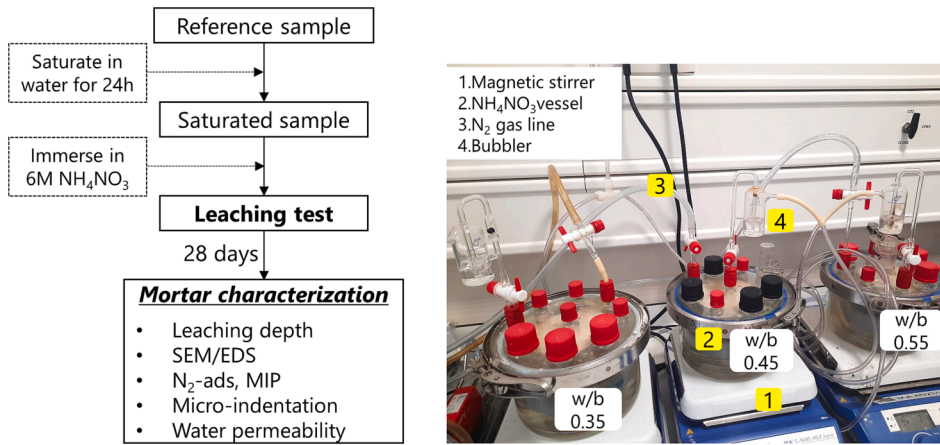 Reference sample
Saturate in
water for 24h
Saturated sample
Immerse in
6M NH₄NO₃
Leaching test
28 days
Mortar characterization
• Leaching depth
• SEM/EDS
• N₂-ads, MIP
• Micro-indentation
• Water permeability
1.Magnetic stirrer
2.NH₄NO₃vessel
3.N₂ gas line
4.Bubbler
3
4
2
1
w/b
0.35
w/b
0.45
w/b
0.55